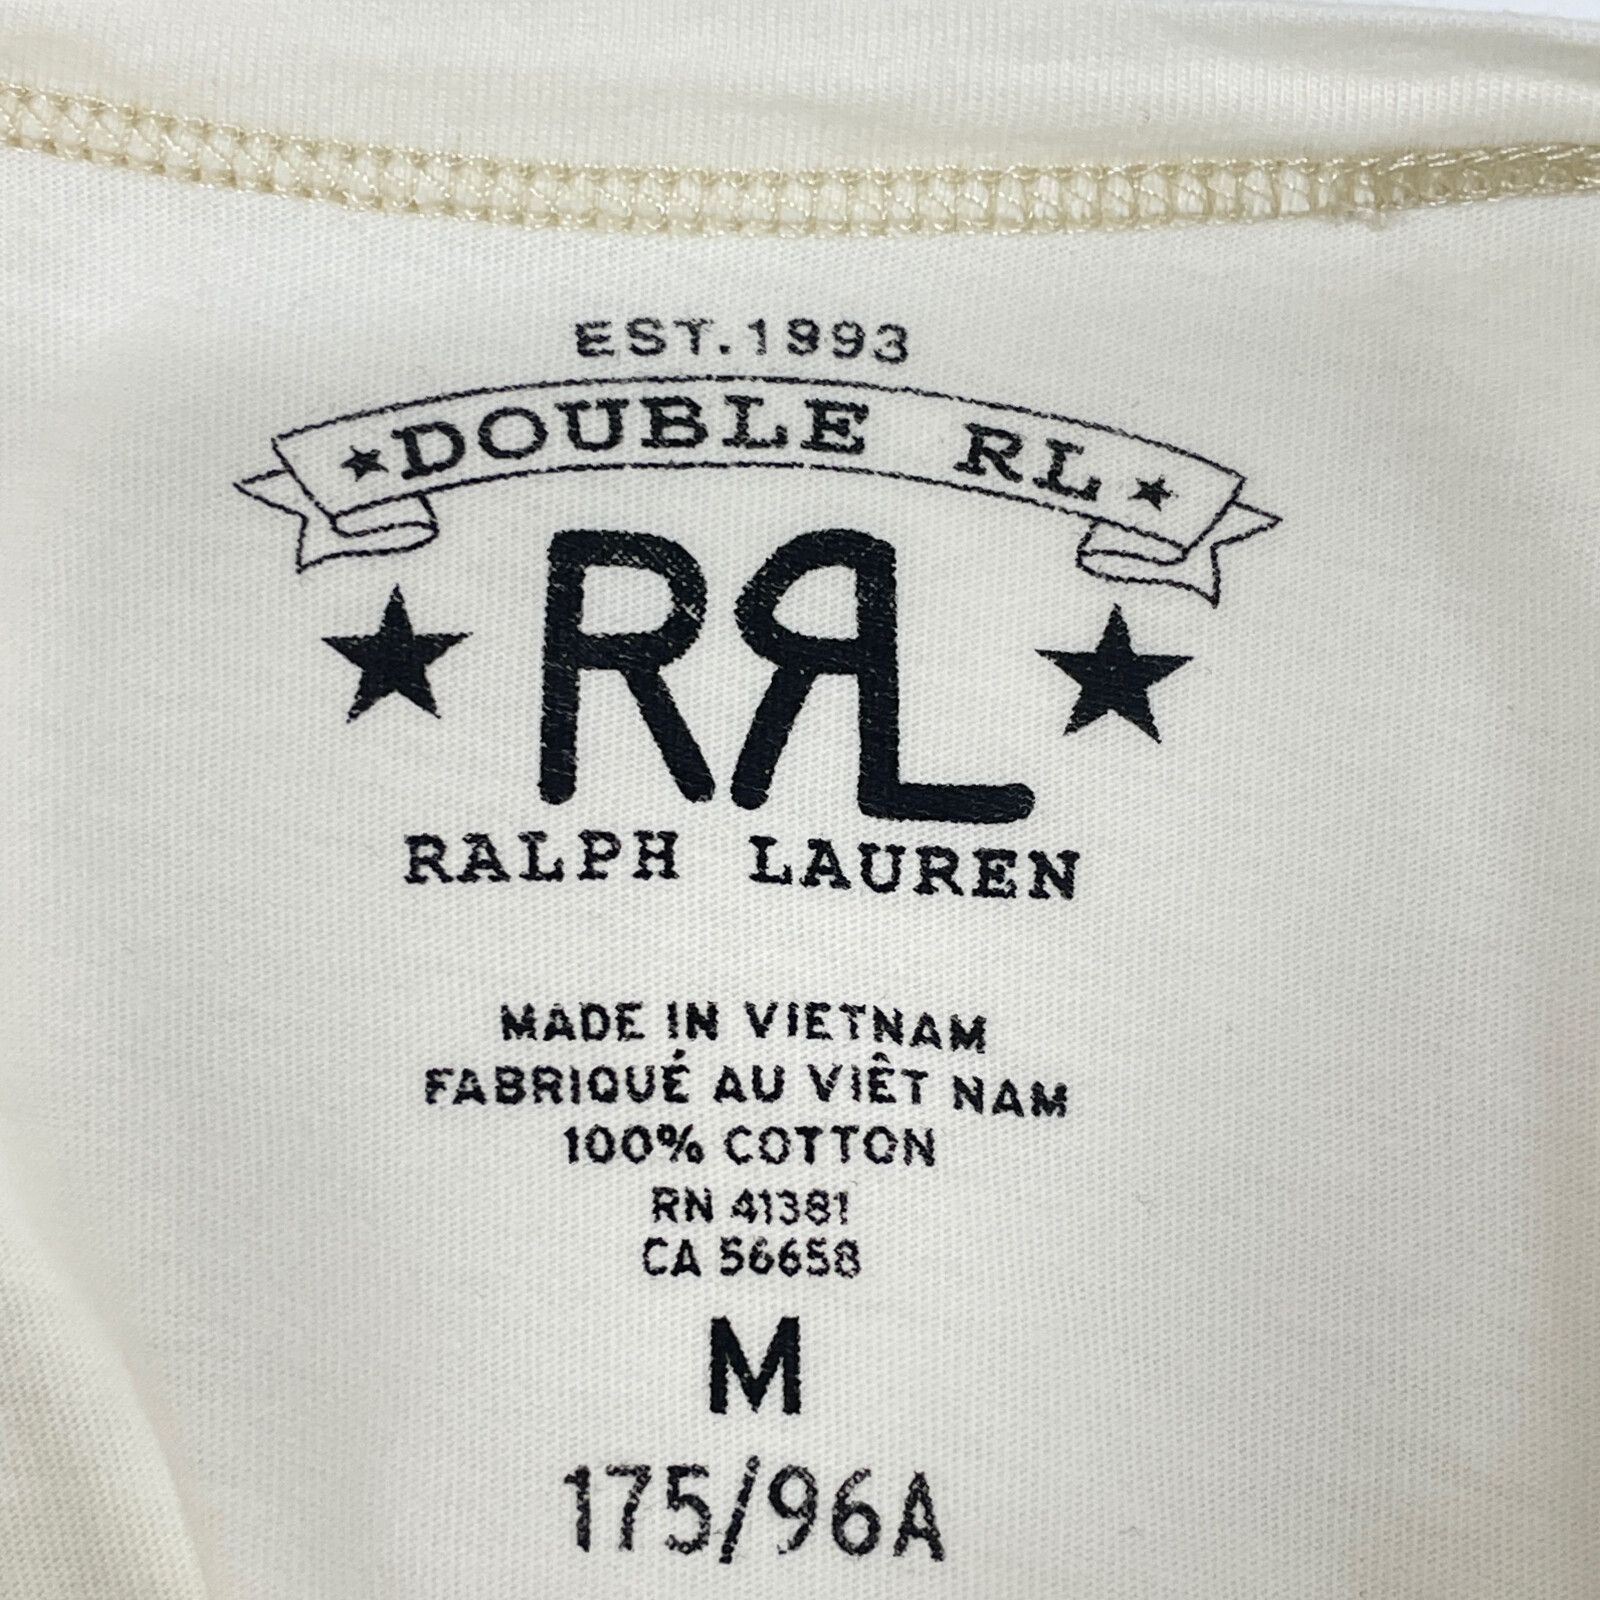 EST.1993
★DOUBLE RL★
RRL
RALPH LAUREN
MADE IN VIETNAM
FABRIQUÉ AU VIÊT NAM
100% COTTON
RN 41381
CA 56658
M
175/96A